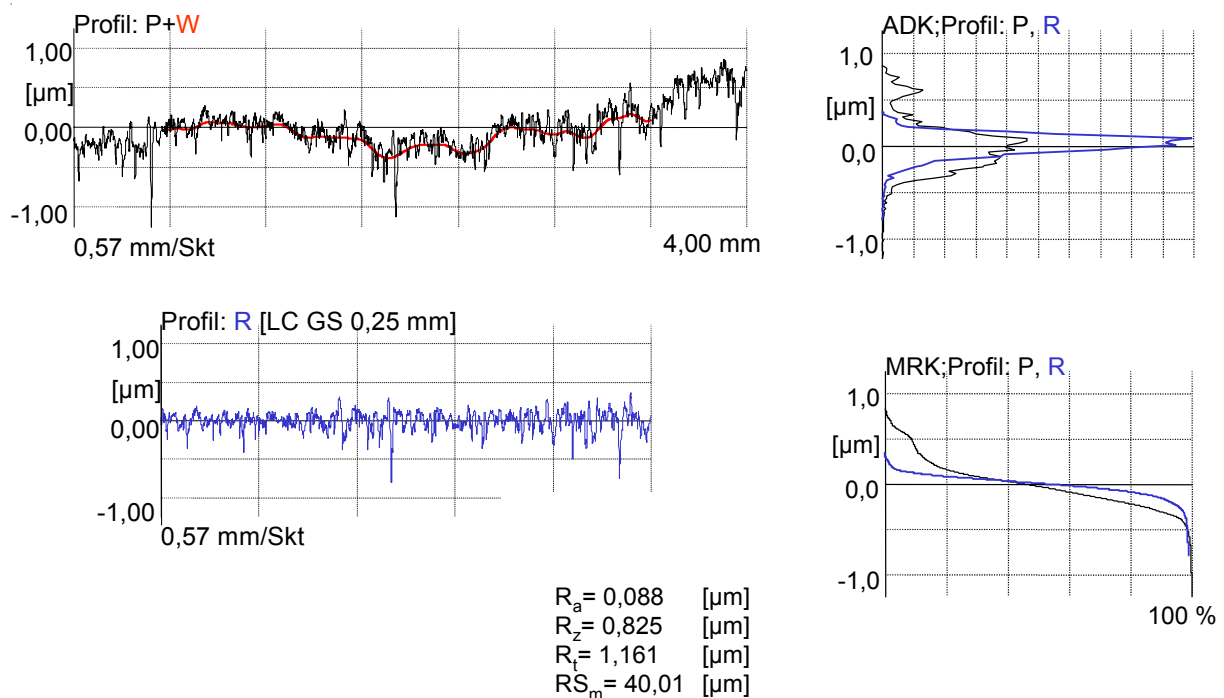 Profil: P+W
1,00
[µm]
0,00
-1,00
0,57 mm/Skt 4,00 mm
ADK;Profil: P, R
1,0
[µm]
0,0
-1,0
Profil: R [LC GS 0,25 mm]
1,00
[µm]
0,00
-1,00
0,57 mm/Skt
MRK;Profil: P, R
1,0
[µm]
0,0
-1,0
100 %
Ra= 0,088 [µm]
Rz= 0,825 [µm]
Rt= 1,161 [µm]
RSm= 40,01 [µm]